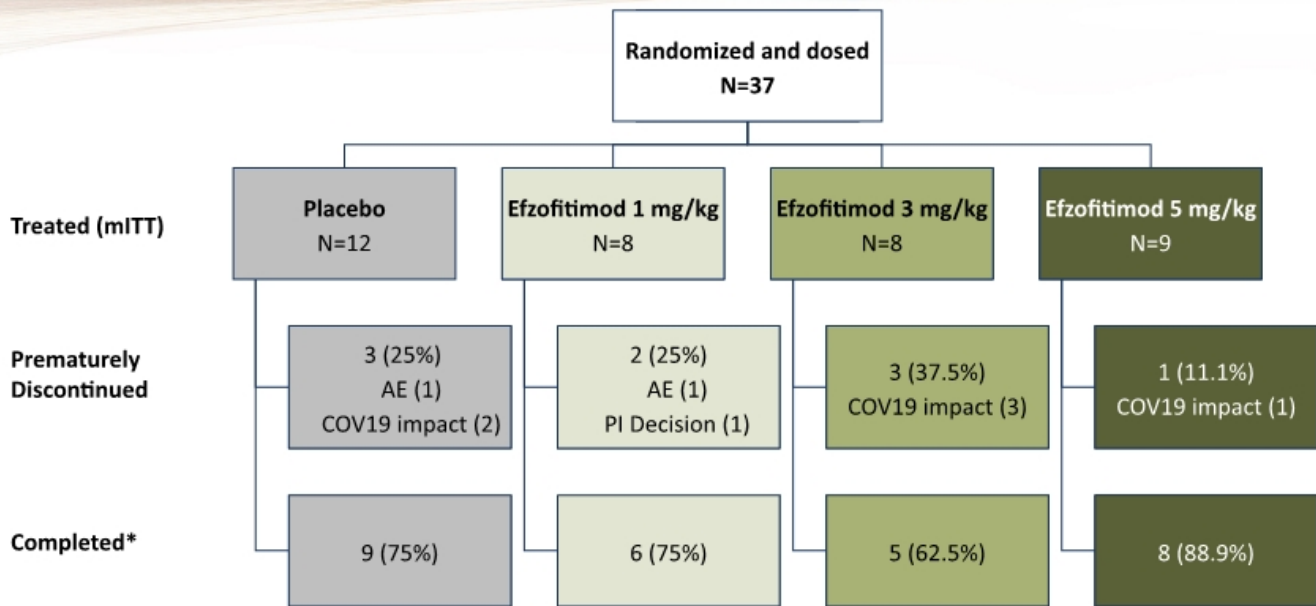 Randomized and dosed
N=37
Treated (mITT)
Placebo
N=12
Efzofitimod 1 mg/kg
N=8
Efzofitimod 3 mg/kg
N=8
Efzofitimod 5 mg/kg
N=9
Prematurely
Discontinued
3 (25%)
AE (1)
COV19 impact (2)
2 (25%)
AE (1)
PI Decision (1)
3 (37.5%)
COV19 impact (3)
1 (11.1%)
COV19 impact (1)
Completed*
9 (75%)
6 (75%)
5 (62.5%)
8 (88.9%)